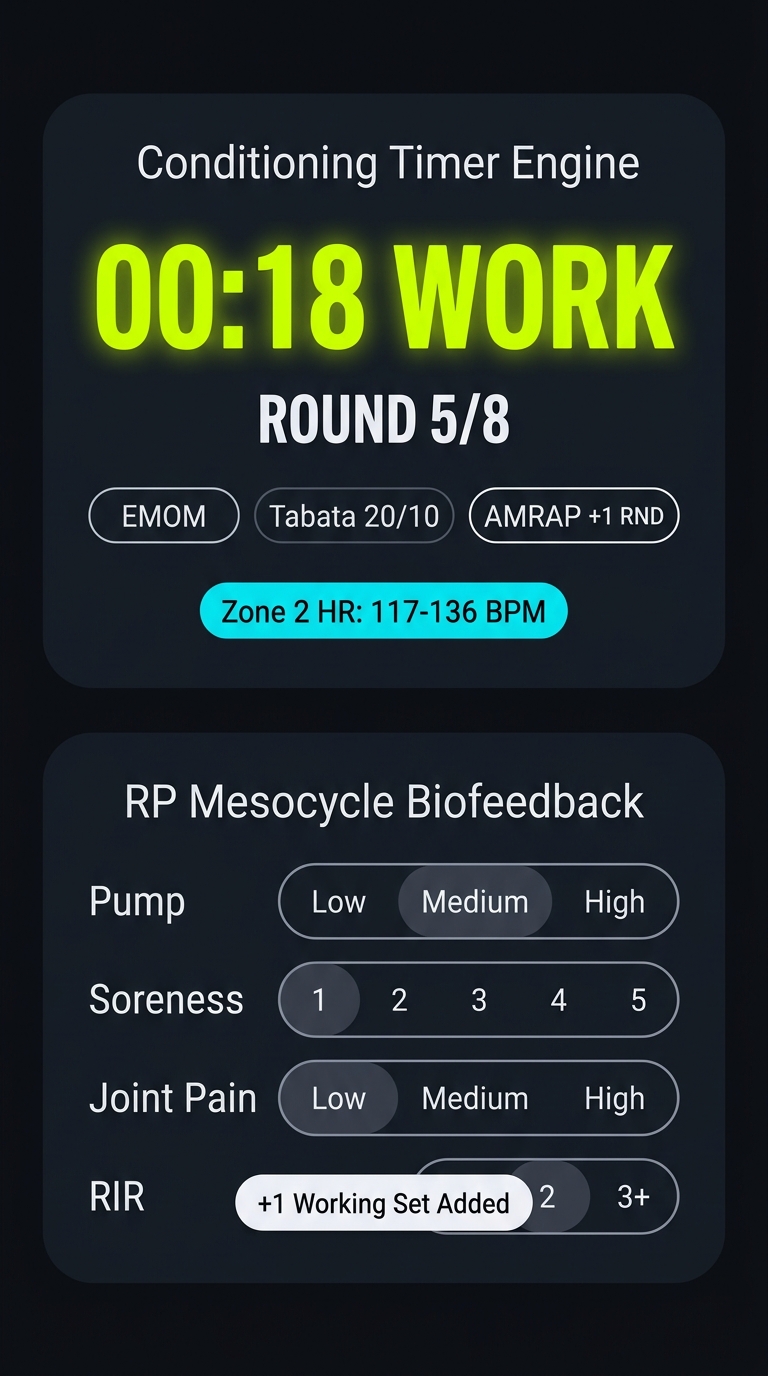 Conditioning Timer Engine
00:18 WORK
ROUND 5/8
EMOM Tabata 20/10 AMRAP +1 RND
Zone 2 HR: 117-136 BPM
RP Mesocycle Biofeedback
Pump Low Medium High
Soreness 1 2 3 4 5
Joint Pain Low Medium High
RIR +1 Working Set Added 2 3+